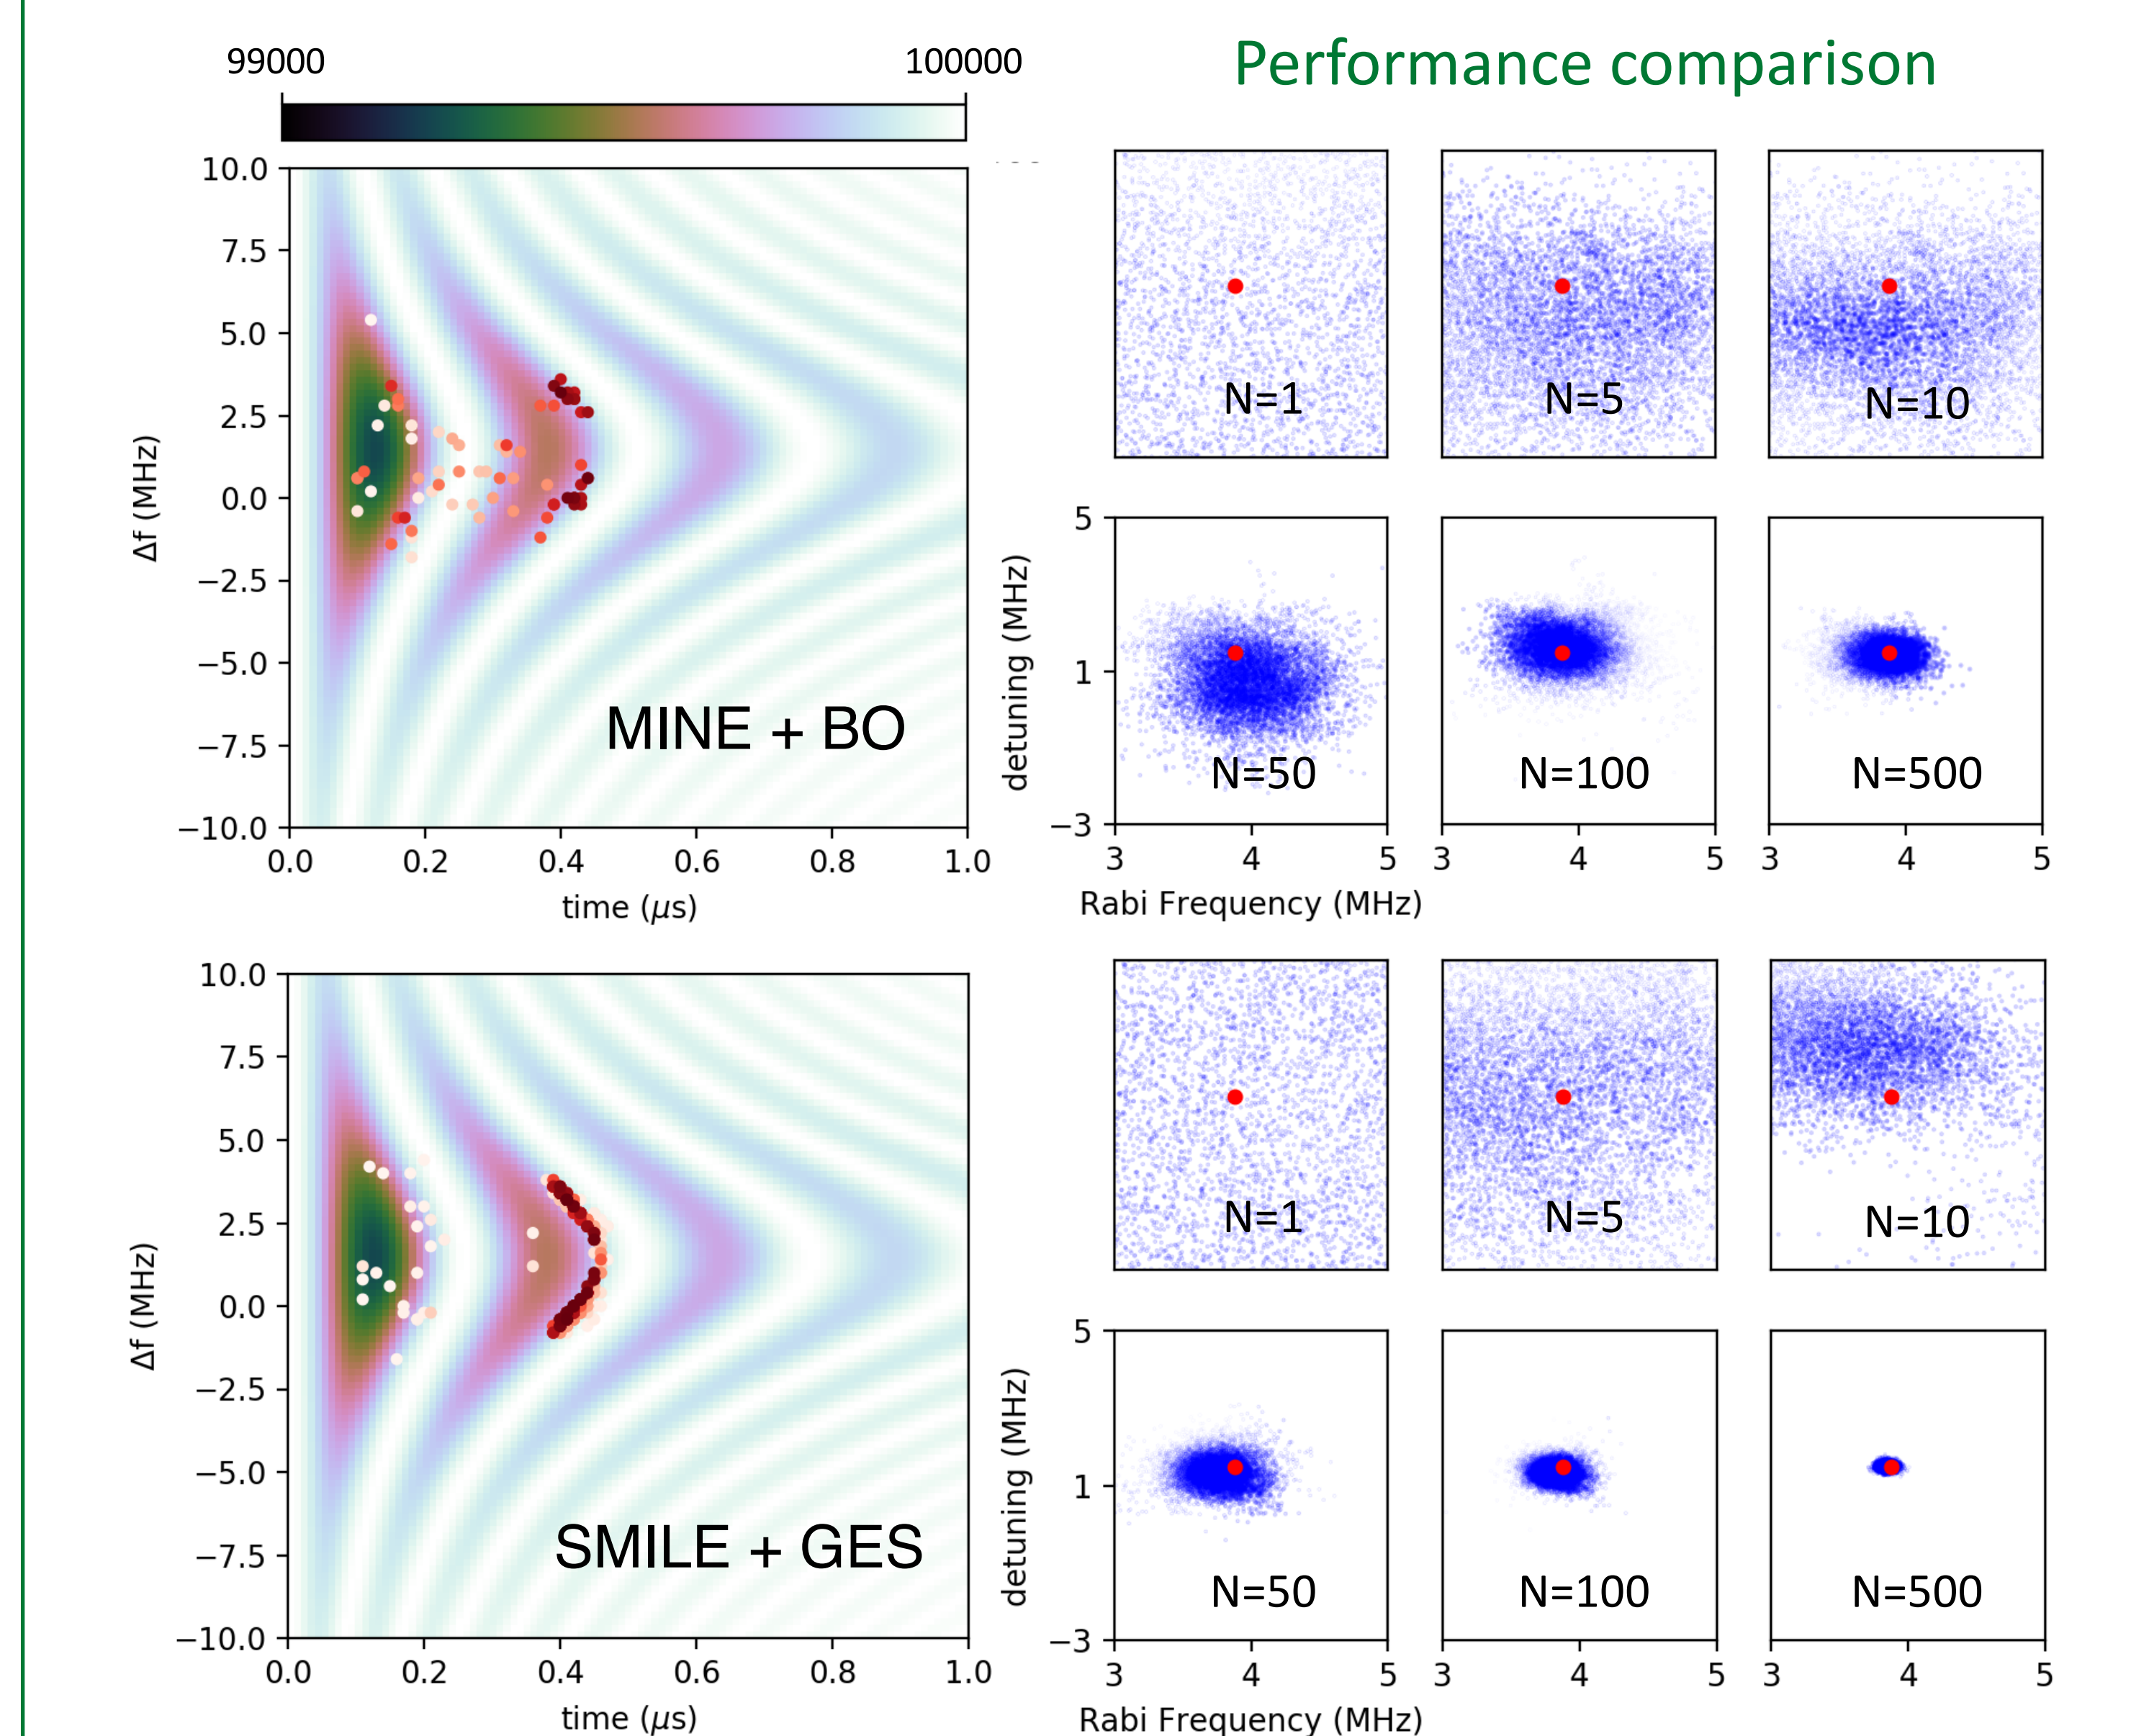 Performance comparison
99000 100000
10.0
7.5
5.0
2.5
0.0
−2.5
−5.0
−7.5
−10.0
Δf (MHz)
MINE + BO
0.0 0.2 0.4 0.6 0.8 1.0
time (μs)
N=1 N=5 N=10
5
1
−3
detuning (MHz)
N=50 N=100 N=500
3 4 5 3 4 5 3 4 5
Rabi Frequency (MHz)
10.0
7.5
5.0
2.5
0.0
−2.5
−5.0
−7.5
−10.0
Δf (MHz)
SMILE + GES
0.0 0.2 0.4 0.6 0.8 1.0
time (μs)
N=1 N=5 N=10
5
1
−3
detuning (MHz)
N=50 N=100 N=500
3 4 5 3 4 5 3 4 5
Rabi Frequency (MHz)